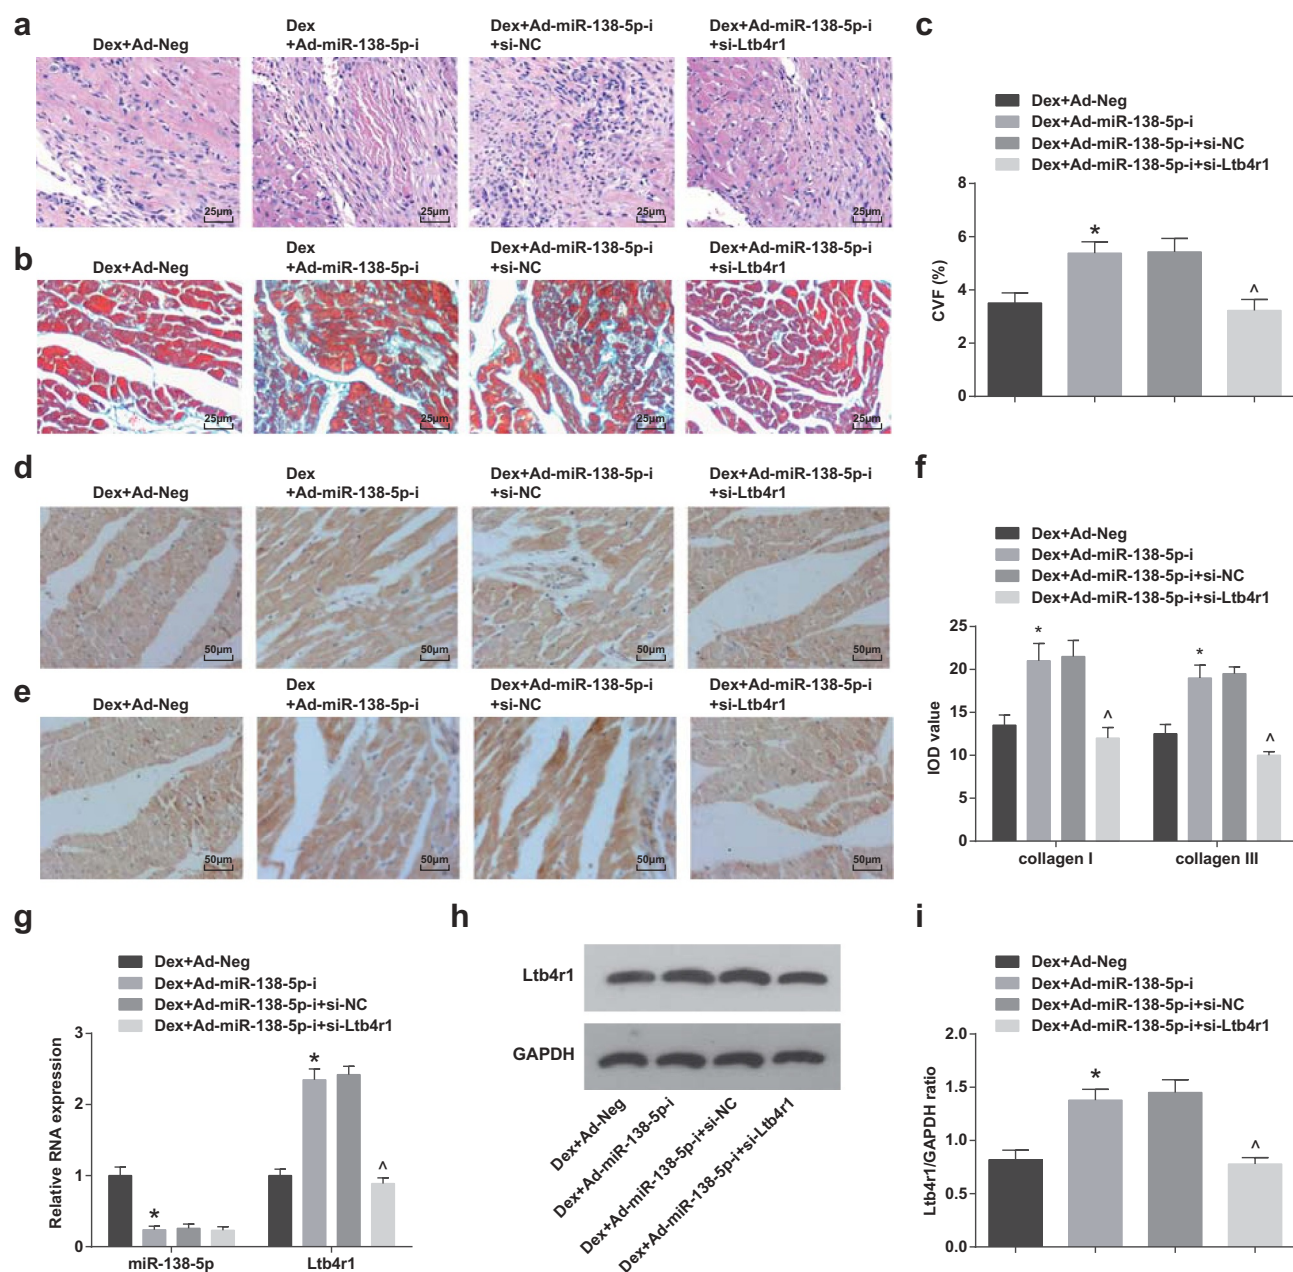 a
Dex+Ad-Neg
Dex
+Ad-miR-138-5p-i
Dex+Ad-miR-138-5p-i
+si-NC
Dex+Ad-miR-138-5p-i
+si-Ltb4r1
25µm
25µm
25µm
25µm
b
Dex+Ad-Neg
Dex
+Ad-miR-138-5p-i
Dex+Ad-miR-138-5p-i
+si-NC
Dex+Ad-miR-138-5p-i
+si-Ltb4r1
25µm
25µm
25µm
25µm
c
Dex+Ad-Neg
Dex+Ad-miR-138-5p-i
Dex+Ad-miR-138-5p-i+si-NC
Dex+Ad-miR-138-5p-i+si-Ltb4r1
8
6
4
2
0
CVF (%)
*
^
d
Dex+Ad-Neg
Dex
+Ad-miR-138-5p-i
Dex+Ad-miR-138-5p-i
+si-NC
Dex+Ad-miR-138-5p-i
+si-Ltb4r1
50µm
50µm
50µm
50µm
e
Dex+Ad-Neg
Dex
+Ad-miR-138-5p-i
Dex+Ad-miR-138-5p-i
+si-NC
Dex+Ad-miR-138-5p-i
+si-Ltb4r1
50µm
50µm
50µm
50µm
f
Dex+Ad-Neg
Dex+Ad-miR-138-5p-i
Dex+Ad-miR-138-5p-i+si-NC
Dex+Ad-miR-138-5p-i+si-Ltb4r1
25
20
15
10
5
0
IOD value
*
^
*
^
collagen I
collagen III
g
Dex+Ad-Neg
Dex+Ad-miR-138-5p-i
Dex+Ad-miR-138-5p-i+si-NC
Dex+Ad-miR-138-5p-i+si-Ltb4r1
3
2
1
0
Relative RNA expression
*
*
^
miR-138-5p
Ltb4r1
h
Ltb4r1
GAPDH
Dex+Ad-Neg
Dex+Ad-miR-138-5p-i
Dex+Ad-miR-138-5p-i+si-NC
Dex+Ad-miR-138-5p-i+si-Ltb4r1
i
Dex+Ad-Neg
Dex+Ad-miR-138-5p-i
Dex+Ad-miR-138-5p-i+si-NC
Dex+Ad-miR-138-5p-i+si-Ltb4r1
2.0
1.5
1.0
0.5
0.0
Ltb4r1/GAPDH ratio
*
^